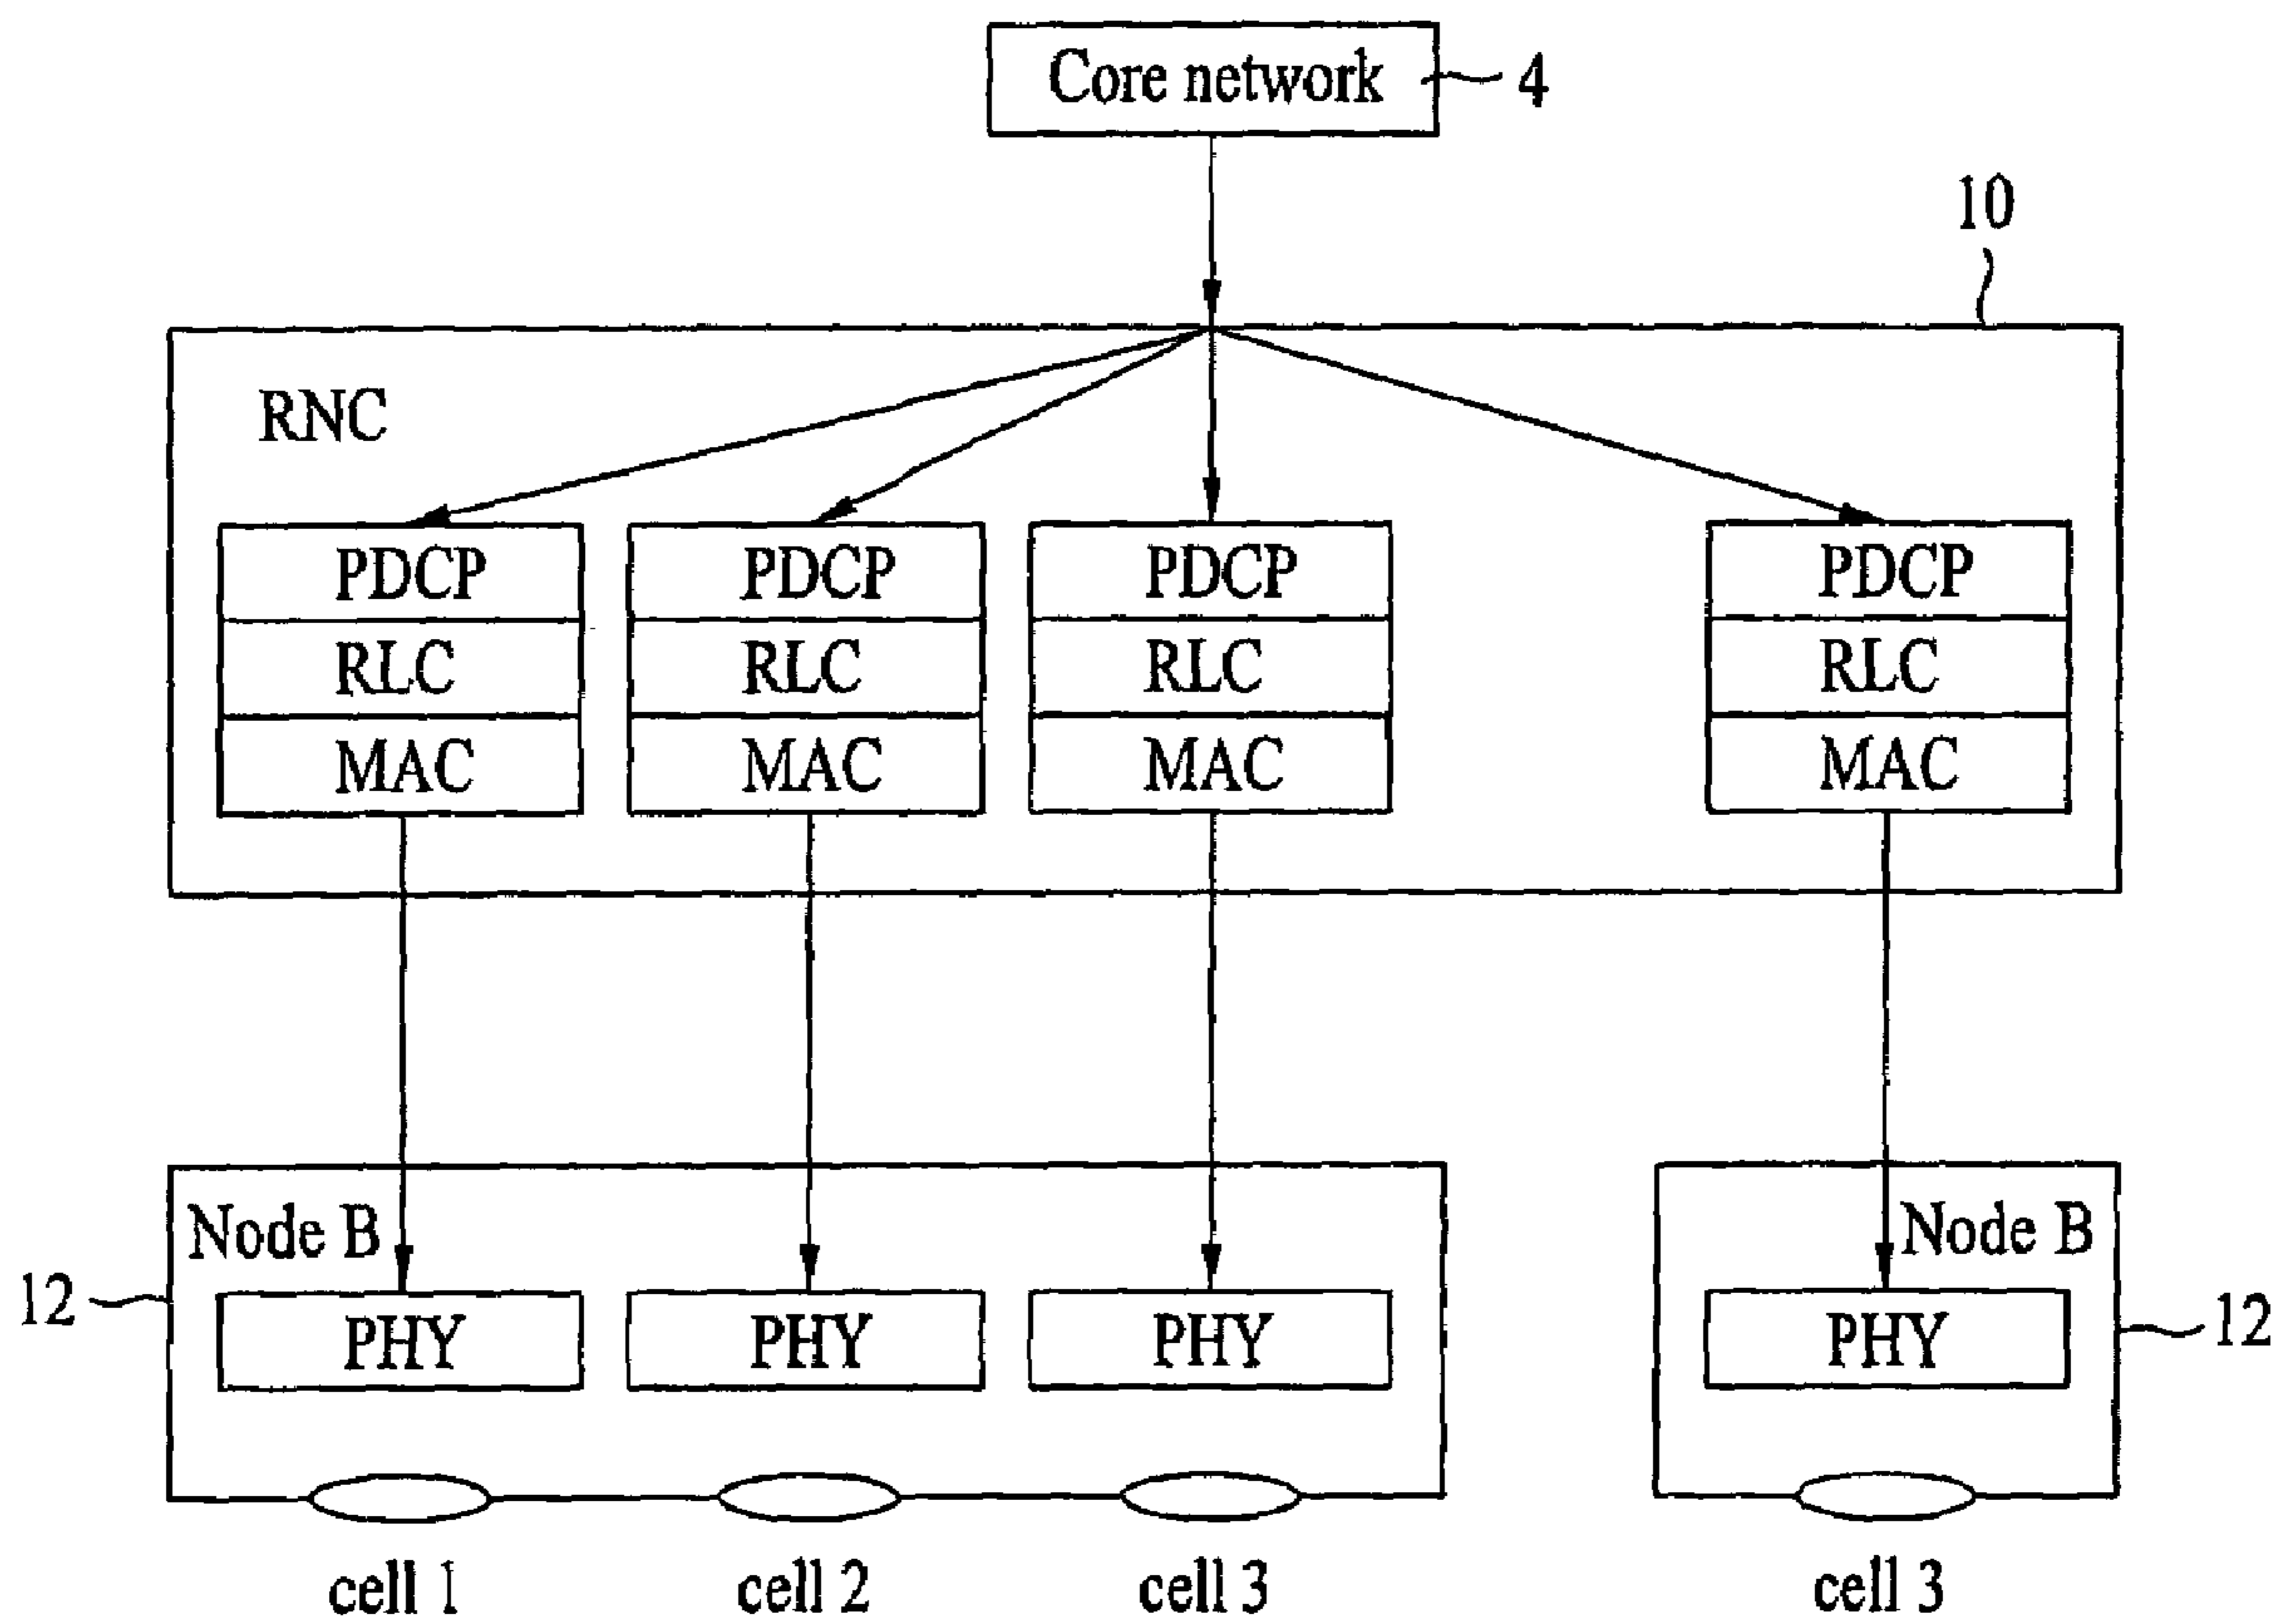 Core network 4
10
RNC
PDCP PDCP PDCP PDCP
RLC RLC RLC RLC
MAC MAC MAC MAC
Node B Node B
12 PHY PHY PHY PHY 12
cell 1 cell 2 cell 3 cell 3